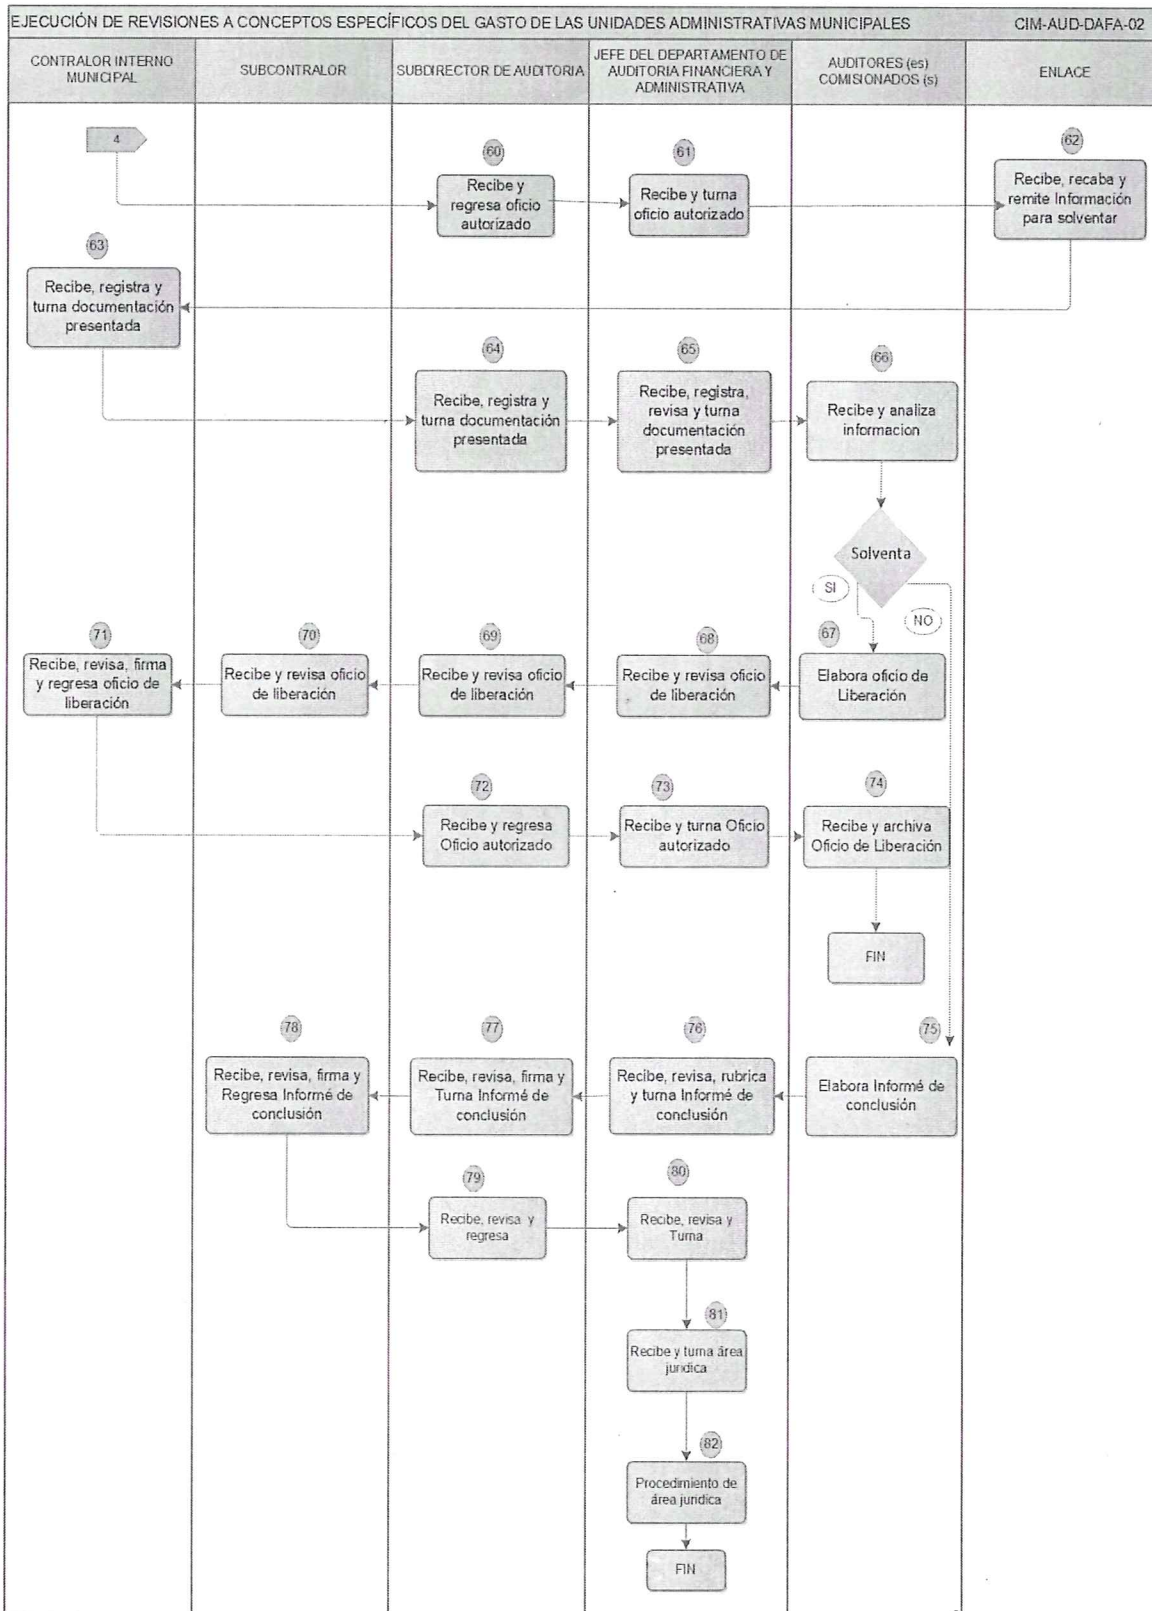 EJECUCIÓN DE REVISIONES A CONCEPTOS ESPECÍFICOS DEL GASTO DE LAS UNIDADES ADMINISTRATIVAS MUNICIPALES
CIM-AUD-DAFA-02
CONTRALOR INTERNO
MUNICIPAL
SUBCONTRALOR
SUBDIRECTOR DE AUDITORIA
JEFE DEL DEPARTAMENTO DE
AUDITORIA FINANCIERA Y
ADMINISTRATIVA
AUDITORES (es)
COMISIONADOS (s)
ENLACE
4
60
Recibe y
regresa oficio
autorizado
61
Recibe y turna
oficio autorizado
62
Recibe, recaba y
remite Información
para solventar
63
Recibe, registra y
turna documentación
presentada
64
Recibe, registra y
turna documentación
presentada
65
Recibe, registra,
revisa y turna
documentación
presentada
66
Recibe y analiza
informacion
Solventa
SI
NO
67
Elabora oficio de
Liberación
68
Recibe y revisa oficio
de liberación
69
Recibe y revisa oficio
de liberación
70
Recibe y revisa oficio
de liberación
71
Recibe, revisa, firma
y regresa oficio de
liberación
72
Recibe y regresa
Oficio autorizado
73
Recibe y turna Oficio
autorizado
74
Recibe y archiva
Oficio de Liberación
FIN
75
Elabora Informé de
conclusión
76
Recibe, revisa, rubrica
y turna Informé de
conclusión
77
Recibe, revisa, firma y
Turna Informé de
conclusión
78
Recibe, revisa, firma y
Regresa Informé de
conclusión
79
Recibe, revisa y
regresa
80
Recibe, revisa y
Turna
81
Recibe y turna área
juridica
82
Procedimiento de
área juridica
FIN